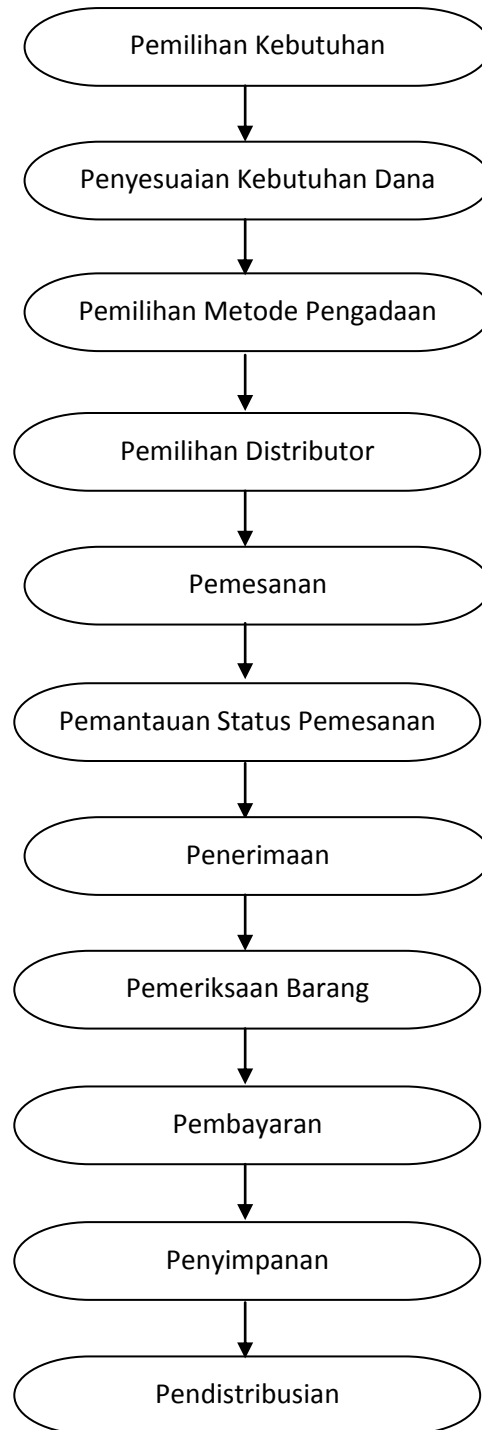 Pemilihan Kebutuhan
Penyesuaian Kebutuhan Dana
Pemilihan Metode Pengadaan
Pemilihan Distributor
Pemesanan
Pemantauan Status Pemesanan
Penerimaan
Pemeriksaan Barang
Pembayaran
Penyimpanan
Pendistribusian